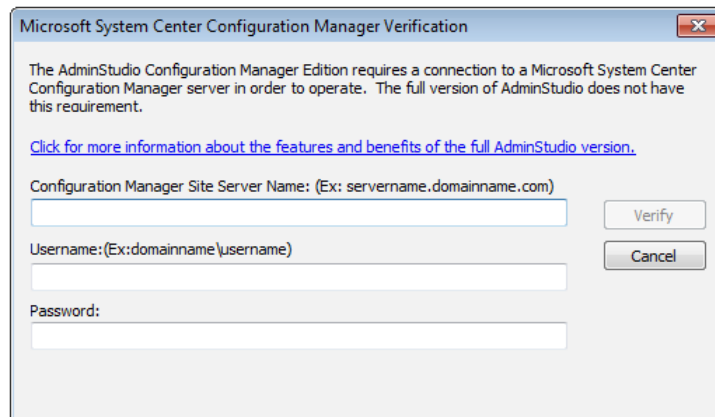 Microsoft System Center Configuration Manager Verification
The AdminStudio Configuration Manager Edition requires a connection to a Microsoft System Center
Configuration Manager server in order to operate.  The full version of AdminStudio does not have
this requirement.
Click for more information about the features and benefits of the full AdminStudio version.
Configuration Manager Site Server Name: (Ex: servername.domainname.com)
Verify
Username:(Ex:domainname\username)
Cancel
Password: